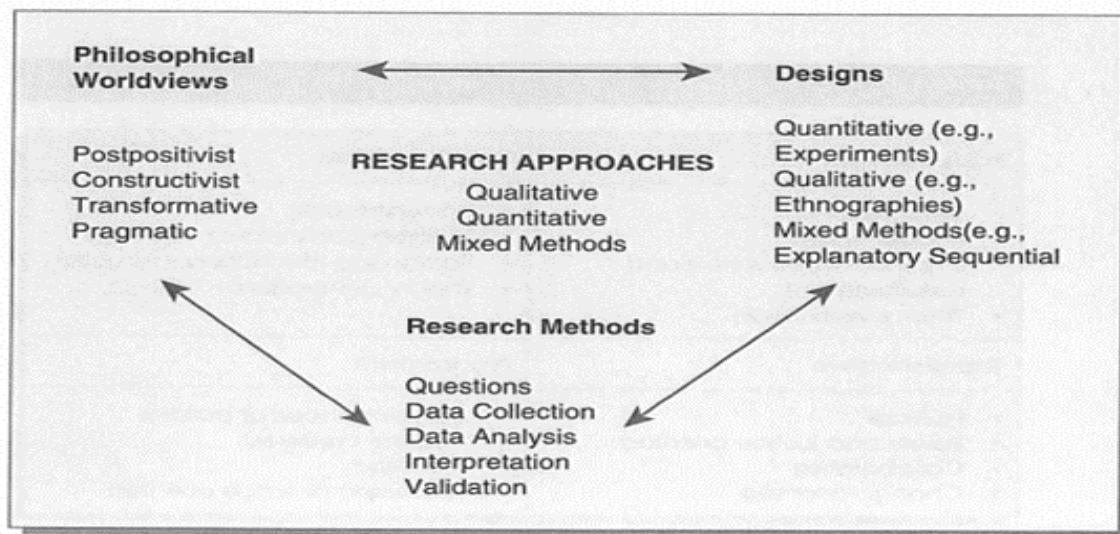 Philosophical
Worldviews
Designs
Postpositivist
Constructivist
Transformative
Pragmatic
RESEARCH APPROACHES
Qualitative
Quantitative
Mixed Methods
Quantitative (e.g.,
Experiments)
Qualitative (e.g.,
Ethnographies)
Mixed Methods(e.g.,
Explanatory Sequential
Research Methods
Questions
Data Collection
Data Analysis
Interpretation
Validation